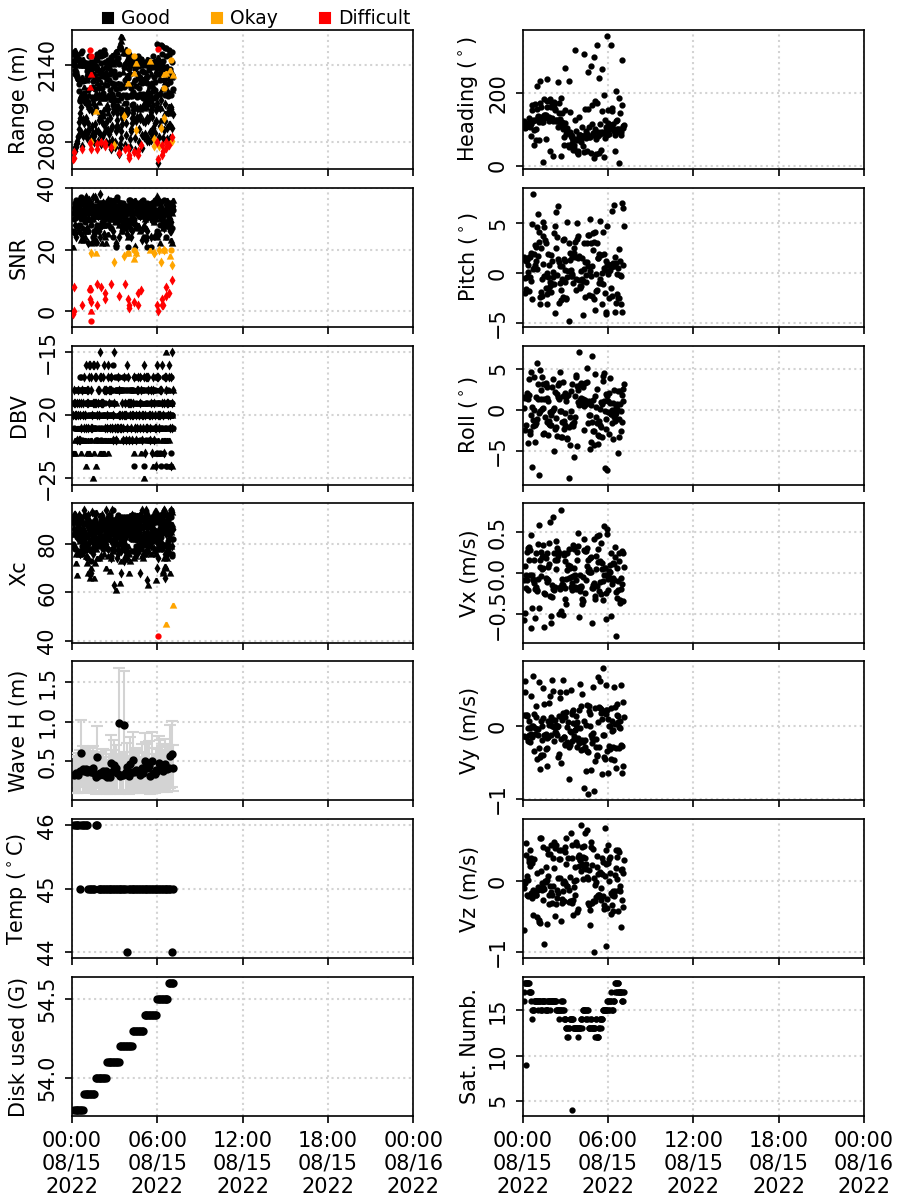 Good Okay Difficult
Range (m)
2140
2080
Heading (°)
200
0
SNR
40
20
0
Pitch (°)
5
0
−5
DBV
−15
−20
−25
Roll (°)
5
0
−5
Xc
80
60
40
Vx (m/s)
0.5
0.0
−0.5
Wave H (m)
1.5
1.0
0.5
Vy (m/s)
0
−1
Temp (°C)
46
45
44
Vz (m/s)
0
−1
Disk used (G)
54.5
54.0
Sat. Numb.
15
10
5
00:00 06:00 12:00 18:00 00:00
08/15 08/15 08/15 08/15 08/16
2022 2022 2022 2022 2022
00:00 06:00 12:00 18:00 00:00
08/15 08/15 08/15 08/15 08/16
2022 2022 2022 2022 2022